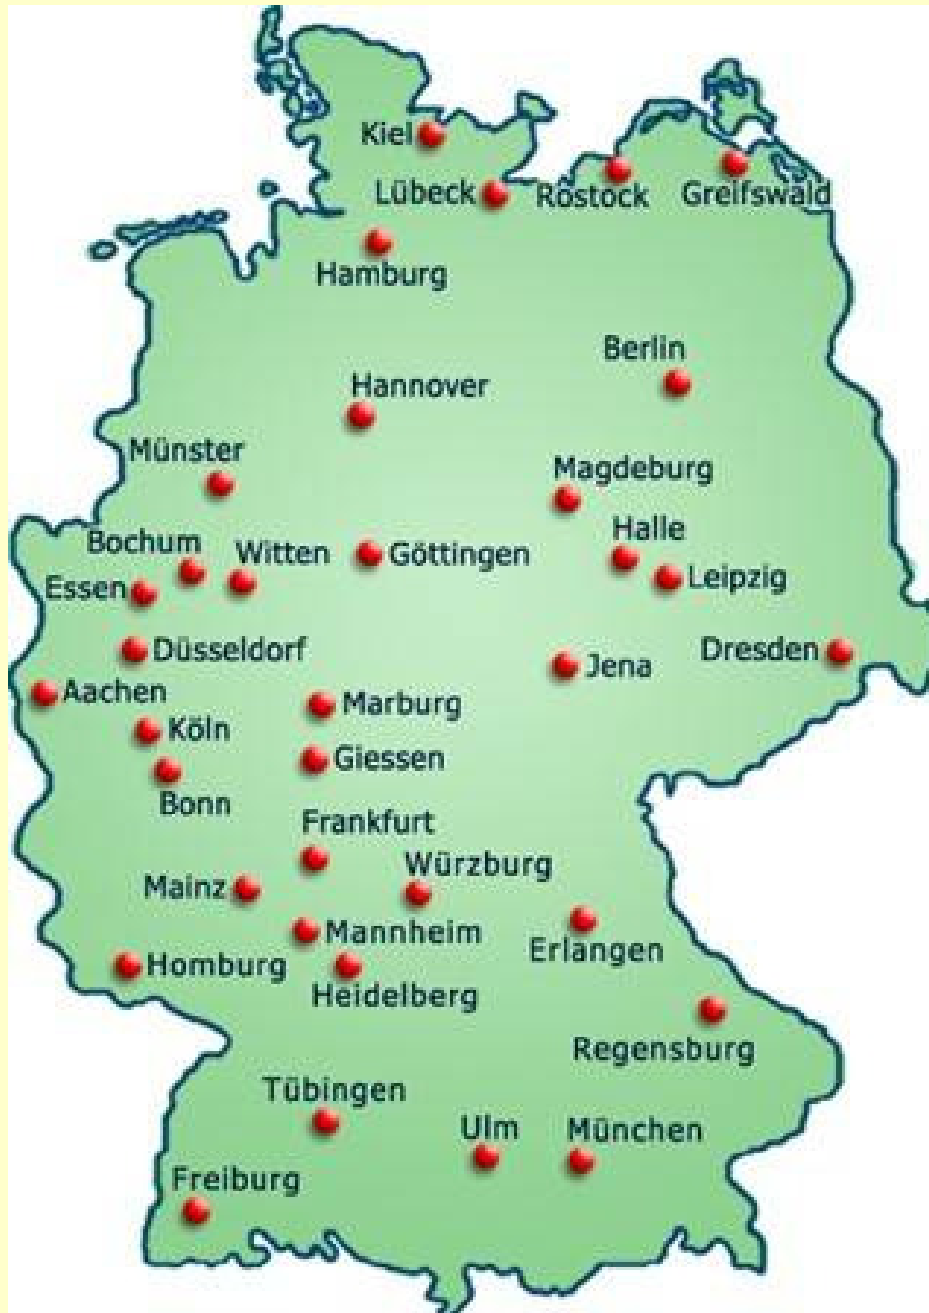 Kiel
Lübeck
Rostock
Greifswald
Hamburg
Berlin
Hannover
Münster
Magdeburg
Halle
Bochum
Witten
Göttingen
Leipzig
Essen
Düsseldorf
Dresden
Jena
Aachen
Marburg
Köln
Giessen
Bonn
Frankfurt
Würzburg
Mainz
Mannheim
Erlangen
Homburg
Heidelberg
Regensburg
Tübingen
Ulm
München
Freiburg